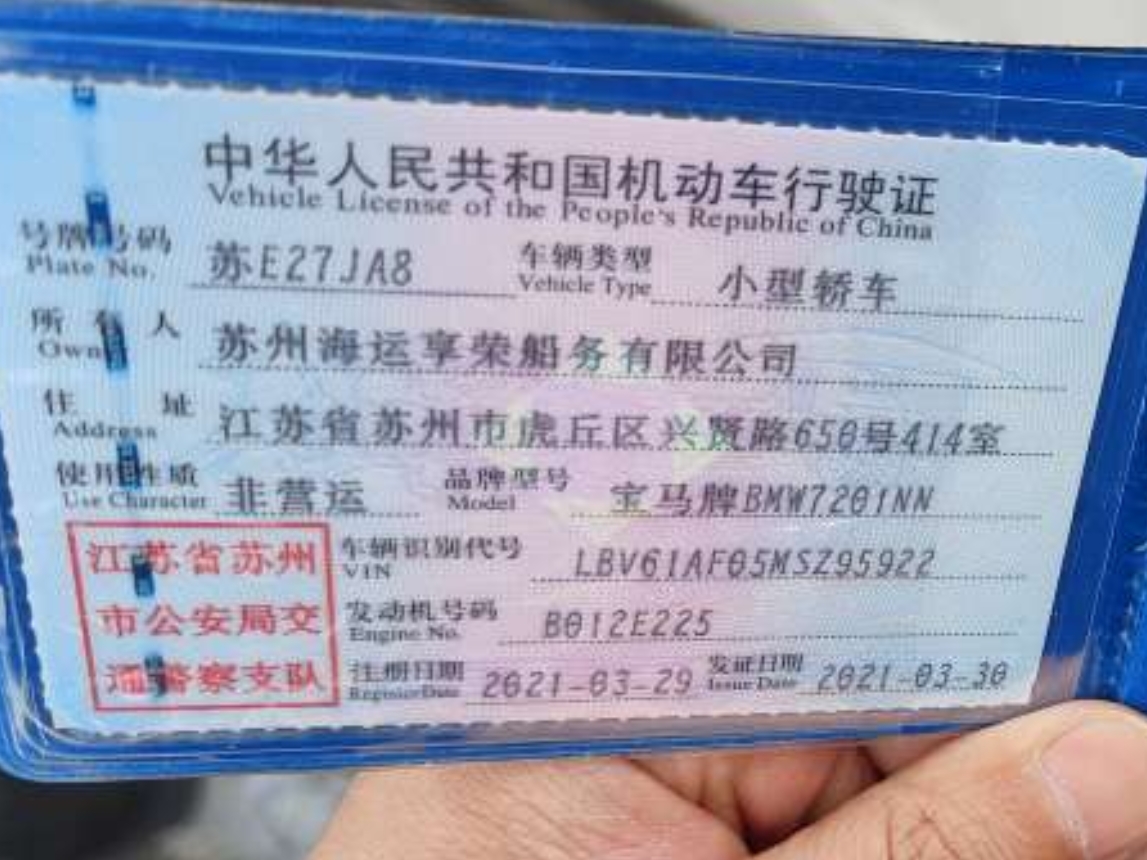 中华人民共和国机动车行驶证
Vehicle License of the People's Republic of China
号牌号码 苏E27JA8 车辆类型 小型轿车
Plate No. Vehicle Type
所有人 苏州海运享荣船务有限公司
Owner
住址 江苏省苏州市虎丘区兴贤路650号414室
Address
使用性质 非营运 品牌型号 宝马牌BMW7201NN
Use Character Model
江苏省苏州 车辆识别代号 LBV61AF05MSZ95922
VIN
市公安局交 发动机号码 B012E225
Engine No.
通警察支队 注册日期 2021-03-29 发证日期 2021-03-30
Register Date Issue Date